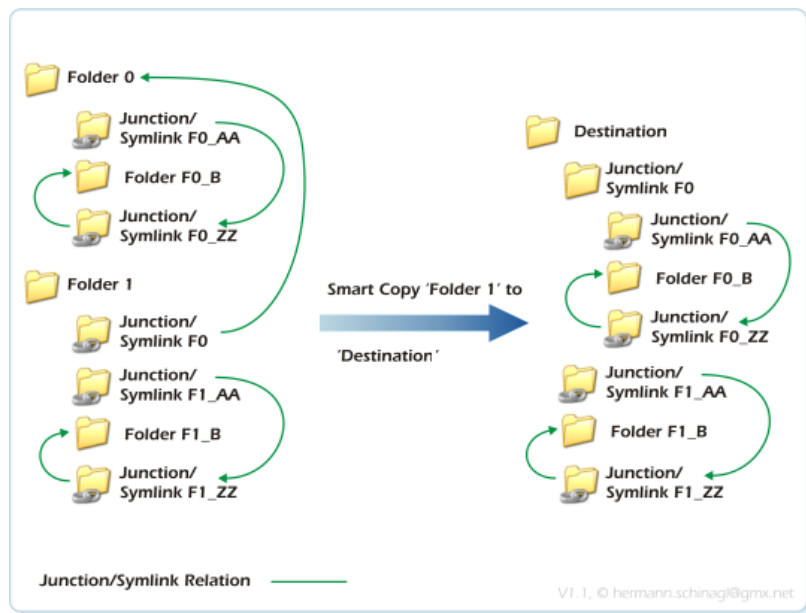 Folder 0
Junction/
Symlink F0_AA
Folder F0_B
Junction/
Symlink F0_ZZ
Folder 1
Junction/
Symlink F0
Junction/
Symlink F1_AA
Folder F1_B
Junction/
Symlink F1_ZZ
Smart Copy 'Folder 1' to
'Destination'
Destination
Junction/
Symlink F0
Junction/
Symlink F0_AA
Folder F0_B
Junction/
Symlink F0_ZZ
Junction/
Symlink F1_AA
Folder F1_B
Junction/
Symlink F1_ZZ
Junction/Symlink Relation
V1.1, © hermann.schinagl@gmx.net